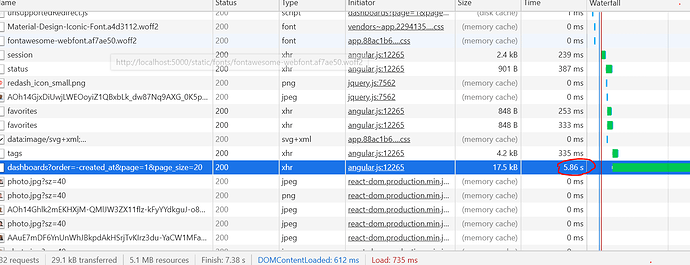 Name Status Type Initiator Size Time Waterfall
unsupportedRedirect.js 200 script dashboards?page=1&pag... (disk cache) 1 ms
Material-Design-Iconic-Font.a4d3112.woff2 200 font vendors~app.2294135....css (memory cache) 0 ms
fontawesome-webfont.af7ae50.woff2 200 font app.88ac1b6....css (memory cache) 0 ms
session 200 xhr angular.js:12265 2.4 kB 239 ms
http://localhost:5000/static/fonts/fontawesome-webfont.af7ae50.woff2
status 200 xhr angular.js:12265 901 B 387 ms
redash_icon_small.png 200 png jquery.js:7562 (memory cache) 0 ms
200 jpeg jquery.js:7562 (memory cache) 0 ms
favorites 200 xhr angular.js:12265 848 B 253 ms
favorites 200 xhr angular.js:12265 848 B 333 ms
data:image/svg+xml;... 200 svg+xml app.88ac1b6....css (memory cache) 0 ms
tags 200 xhr angular.js:12265 4.2 kB 335 ms
dashboards?order=-created_at&page=1&page_size=20 200 xhr angular.js:12265 17.5 kB 5.86 s
photo.jpg?sz=40 200 jpeg react-dom.production.min.j... (memory cache) 0 ms
photo.jpg?sz=40 200 png react-dom.production.min.j... (memory cache) 0 ms
200 jpeg react-dom.production.min.j... (memory cache) 0 ms
photo.jpg?sz=40 200 jpeg react-dom.production.min.j... (memory cache) 0 ms
200 jpeg react-dom.production.min.j... (memory cache) 0 ms
32 requests 29.1 kB transferred 5.1 MB resources Finish: 7.38 s DOMContentLoaded: 612 ms Load: 735 ms